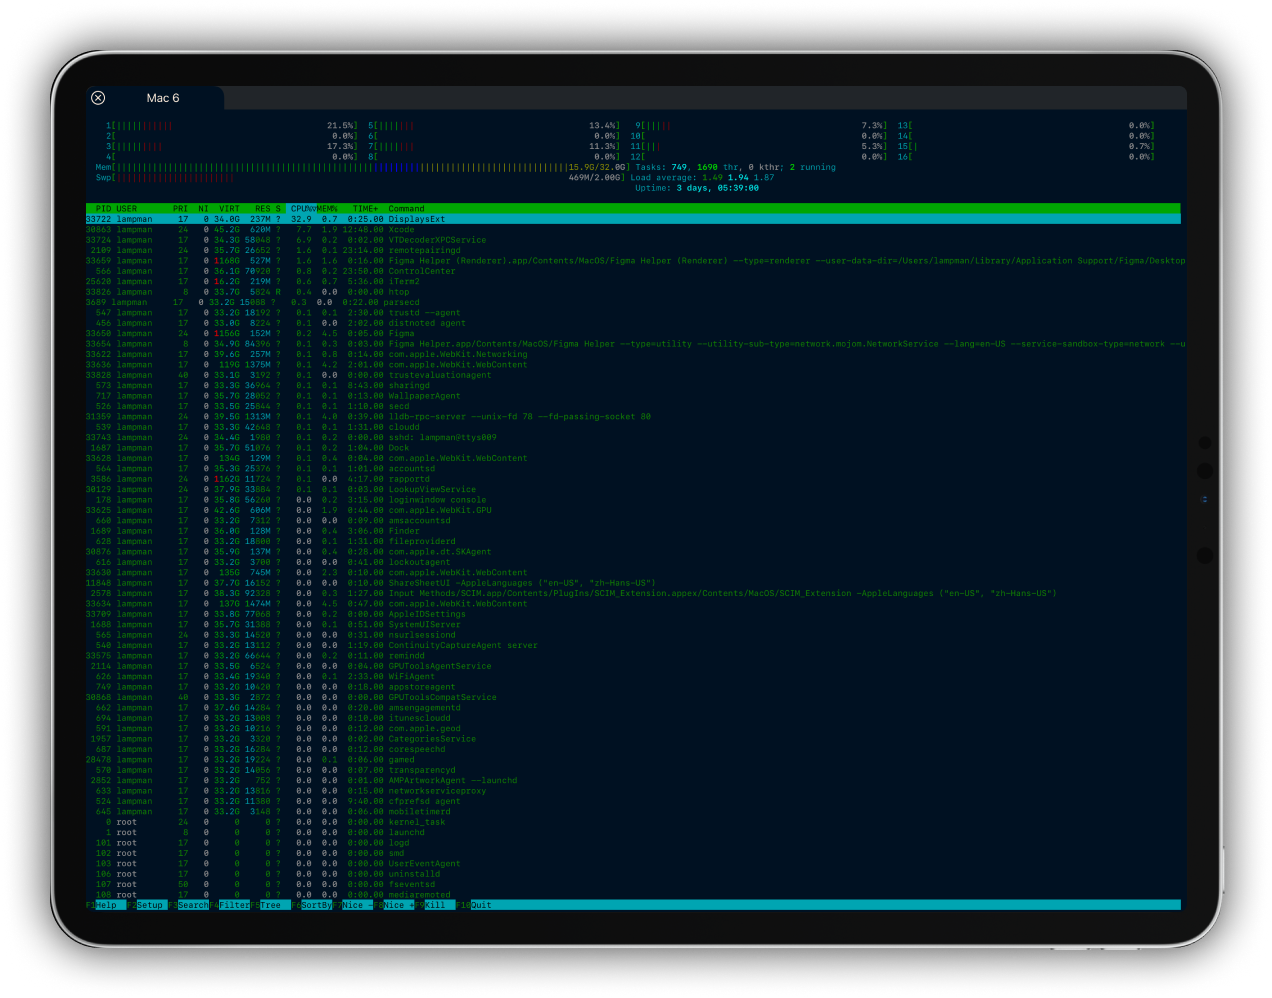 Mac 6
1[|||||||||||| 21.5%] 5[|||||||| 13.4%] 9[||||| 7.3%] 13[ 0.0%]
2[ 0.0%] 6[ 0.0%] 10[ 0.0%] 14[ 0.0%]
3[|||||||||| 17.3%] 7[|||||||| 11.3%] 11[||| 5.3%] 15[| 0.7%]
4[ 0.0%] 8[ 0.0%] 12[ 0.0%] 16[ 0.0%]
Mem[||||||||||||||||||||||||||||||||||||||||||||||||||15.9G/32.0G] Tasks: 749, 1690 thr, 0 kthr; 2 running
Swp[|||||||||||||||||||| 469M/2.00G] Load average: 1.49 1.94 1.87
Uptime: 3 days, 05:39:00
PID USER PRI NI VIRT RES S CPU%▽MEM% TIME+ Command
33722 lampman 17 0 34.0G 237M ? 32.9 0.7 0:25.00 DisplaysExt
30863 lampman 24 0 45.2G 620M ? 7.7 1.9 12:48.00 Xcode
33724 lampman 17 0 34.3G 58048 ? 6.9 0.2 0:02.00 VTDecoderXPCService
2109 lampman 24 0 35.7G 26652 ? 1.6 0.1 23:14.00 remotepairingd
33659 lampman 17 0 1168G 527M ? 1.6 1.6 0:16.00 Figma Helper (Renderer).app/Contents/MacOS/Figma Helper (Renderer) --type=renderer --user-data-dir=/Users/lampman/Library/Application Support/Figma/Desktop
566 lampman 17 0 36.1G 70920 ? 0.8 0.2 23:50.00 ControlCenter
25620 lampman 17 0 16.2G 219M ? 0.6 0.7 5:36.00 iTerm2
33826 lampman 8 0 33.7G 5824 R 0.4 0.0 0:00.00 htop
3689 lampman 17 0 33.2G 15088 ? 0.3 0.0 0:22.00 parsecd
547 lampman 17 0 33.2G 18192 ? 0.1 0.1 2:30.00 trustd --agent
486 lampman 17 0 33.0G 8224 ? 0.1 0.0 2:02.00 distnoted agent
33650 lampman 24 0 1156G 152M ? 0.2 4.5 0:05.00 Figma
33654 lampman 8 0 34.9G 84396 ? 0.1 0.3 0:03.00 Figma Helper.app/Contents/MacOS/Figma Helper --type=utility --utility-sub-type=network.mojom.NetworkService --lang=en-US --service-sandbox-type=network --u
33622 lampman 17 0 39.6G 257M ? 0.1 0.8 0:14.00 com.apple.WebKit.Networking
33636 lampman 17 0 119G 1375M ? 0.1 4.2 2:01.00 com.apple.WebKit.WebContent
33828 lampman 40 0 33.1G 3192 ? 0.1 0.0 0:00.00 trustevaluationagent
573 lampman 17 0 33.3G 36964 ? 0.1 0.1 8:43.00 sharingd
717 lampman 17 0 35.7G 28052 ? 0.1 0.1 0:13.00 WallpaperAgent
526 lampman 17 0 33.5G 25844 ? 0.1 0.1 1:10.00 secd
31359 lampman 24 0 39.5G 1313M ? 0.1 4.0 0:39.00 lldb-rpc-server --unix-fd 78 --fd-passing-socket 80
539 lampman 17 0 33.3G 42648 ? 0.1 0.1 1:31.00 cloudd
33743 lampman 24 0 34.4G 1980 ? 0.1 0.2 0:00.00 sshd: lampman@ttys009
1687 lampman 17 0 35.7G 51076 ? 0.1 0.2 1:04.00 Dock
33628 lampman 17 0 134G 129M ? 0.1 0.4 0:04.00 com.apple.WebKit.WebContent
564 lampman 17 0 35.3G 25376 ? 0.1 0.1 1:01.00 accountsd
3586 lampman 24 0 1162G 11724 ? 0.1 0.0 4:17.00 rapportd
30129 lampman 24 0 37.9G 33884 ? 0.1 0.1 0:03.00 LookupViewService
178 lampman 17 0 35.8G 56260 ? 0.0 0.2 3:15.00 loginwindow console
33625 lampman 17 0 42.6G 606M ? 0.0 1.9 0:44.00 com.apple.WebKit.GPU
660 lampman 17 0 33.2G 7312 ? 0.0 0.0 0:09.00 amsaccountsd
1689 lampman 17 0 36.0G 128M ? 0.0 0.4 3:06.00 Finder
628 lampman 17 0 33.2G 18800 ? 0.0 0.1 1:31.00 fileproviderd
30876 lampman 17 0 35.9G 137M ? 0.0 0.4 0:28.00 com.apple.dt.SKAgent
616 lampman 17 0 33.2G 3700 ? 0.0 0.0 0:41.00 lockoutagent
33630 lampman 17 0 135G 745M ? 0.0 2.3 0:10.00 com.apple.WebKit.WebContent
11848 lampman 17 0 37.7G 16152 ? 0.0 0.0 0:10.00 ShareSheetUI -AppleLanguages ("en-US", "zh-Hans-US")
2578 lampman 17 0 38.3G 92328 ? 0.0 0.3 1:27.00 Input Methods/SCIM.app/Contents/PlugIns/SCIM_Extension.appex/Contents/MacOS/SCIM_Extension -AppleLanguages ("en-US", "zh-Hans-US")
33634 lampman 17 0 137G 1474M ? 0.0 4.5 0:47.00 com.apple.WebKit.WebContent
33709 lampman 17 0 33.8G 77068 ? 0.0 0.2 0:00.00 AppleIDSettings
1688 lampman 17 0 35.7G 31388 ? 0.0 0.1 0:51.00 SystemUIServer
565 lampman 24 0 33.3G 14520 ? 0.0 0.0 0:31.00 nsurlsessiond
540 lampman 17 0 33.2G 13112 ? 0.0 0.0 1:19.00 ContinuityCaptureAgent server
33575 lampman 17 0 33.2G 66644 ? 0.0 0.2 0:11.00 remindd
2114 lampman 17 0 33.5G 6524 ? 0.0 0.0 0:04.00 GPUToolsAgentService
626 lampman 17 0 33.4G 19340 ? 0.0 0.1 2:33.00 WiFiAgent
749 lampman 17 0 33.2G 10420 ? 0.0 0.0 0:18.00 appstoreagent
30868 lampman 40 0 33.3G 2872 ? 0.0 0.0 0:00.00 GPUToolsCompatService
662 lampman 17 0 37.6G 14284 ? 0.0 0.0 0:20.00 amsengagementd
694 lampman 17 0 33.2G 13008 ? 0.0 0.0 0:10.00 itunescloudd
591 lampman 17 0 33.2G 10216 ? 0.0 0.0 0:12.00 com.apple.geod
1957 lampman 17 0 33.2G 3320 ? 0.0 0.0 0:02.00 CategoriesService
687 lampman 17 0 33.2G 16284 ? 0.0 0.0 0:12.00 corespeechd
28478 lampman 17 0 33.2G 19224 ? 0.0 0.1 0:06.00 gamed
570 lampman 17 0 33.2G 14056 ? 0.0 0.0 0:07.00 transparencyd
2852 lampman 17 0 33.2G 752 ? 0.0 0.0 0:01.00 AMPArtworkAgent --launchd
633 lampman 17 0 33.2G 13816 ? 0.0 0.0 0:15.00 networkserviceproxy
524 lampman 17 0 33.2G 11380 ? 0.0 0.0 9:40.00 cfprefsd agent
645 lampman 17 0 33.2G 3148 ? 0.0 0.0 0:06.00 mobiletimerd
0 root 24 0 0 0 ? 0.0 0.0 0:00.00 kernel_task
1 root 8 0 0 0 ? 0.0 0.0 0:00.00 launchd
101 root 17 0 0 0 ? 0.0 0.0 0:00.00 logd
102 root 17 0 0 0 ? 0.0 0.0 0:00.00 smd
103 root 17 0 0 0 ? 0.0 0.0 0:00.00 UserEventAgent
106 root 17 0 0 0 ? 0.0 0.0 0:00.00 uninstalld
107 root 50 0 0 0 ? 0.0 0.0 0:00.00 fseventsd
108 root 17 0 0 0 ? 0.0 0.0 0:00.00 mediaremoted
F1Help F2Setup F3SearchF4FilterF5Tree F6SortByF7Nice -F8Nice +F9Kill F10Quit